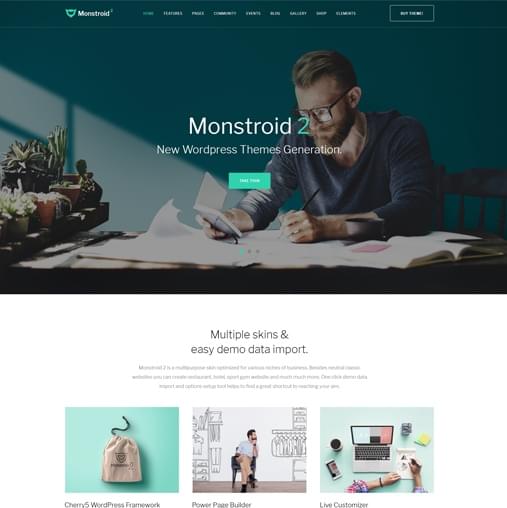 Monstroid 2
HOME FEATURES PAGES COMMUNITY EVENTS BLOG GALLERY SHOP ELEMENTS
BUY THEME!
Monstroid 2
New Wordpress Themes Generation.
TAKE TOUR
Multiple skins &
easy demo data import.
Monstroid 2 is a multipurpose skin optimized for various niches of business. Besides neutral classic
websites you can create restaurant, hotel, sport gym website and much much more. One click demo data
import and options setup tool helps to find a great shortcut to reaching your aim.
Cherry5 WordPress Framework
Power Page Builder
Live Customizer